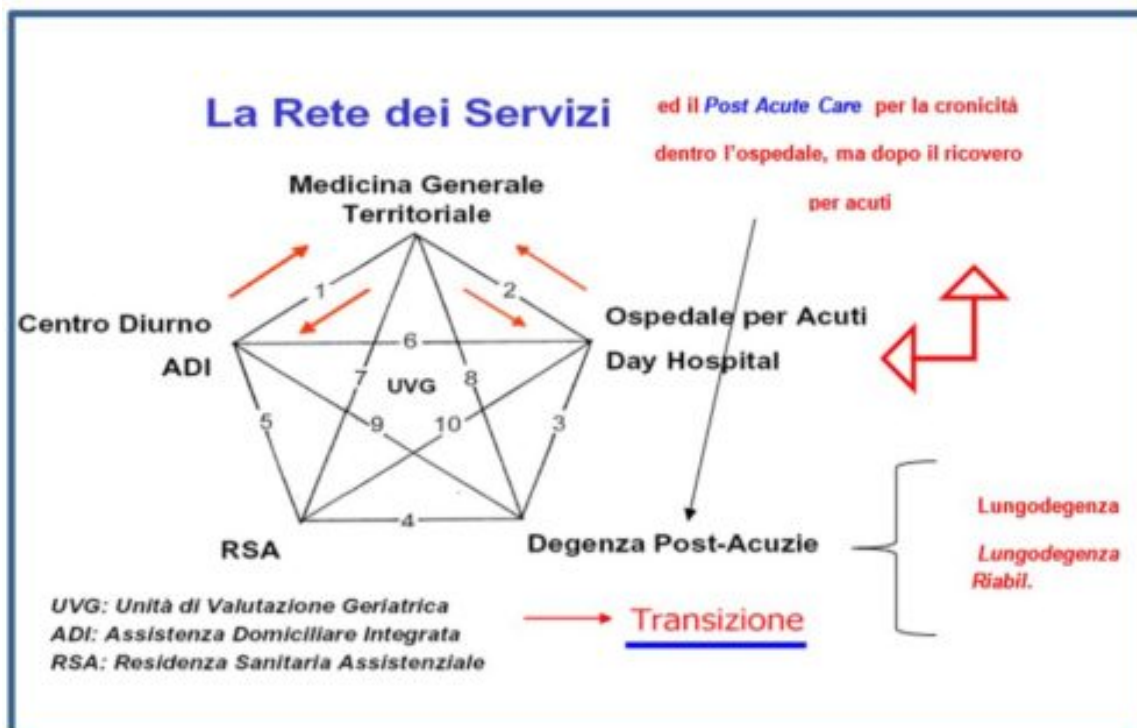 La Rete dei Servizi
ed il Post Acute Care per la cronicità
dentro l'ospedale, ma dopo il ricovero
per acuti
Medicina Generale
Territoriale
1
2
Centro Diurno
ADI
Ospedale per Acuti
Day Hospital
6
7
UVG
8
5
9
10
3
4
RSA
Degenza Post-Acuzie
Lungodegenza
Lungodegenza
Riabil.
UVG: Unità di Valutazione Geriatrica
ADI: Assistenza Domiciliare Integrata
RSA: Residenza Sanitaria Assistenziale
Transizione